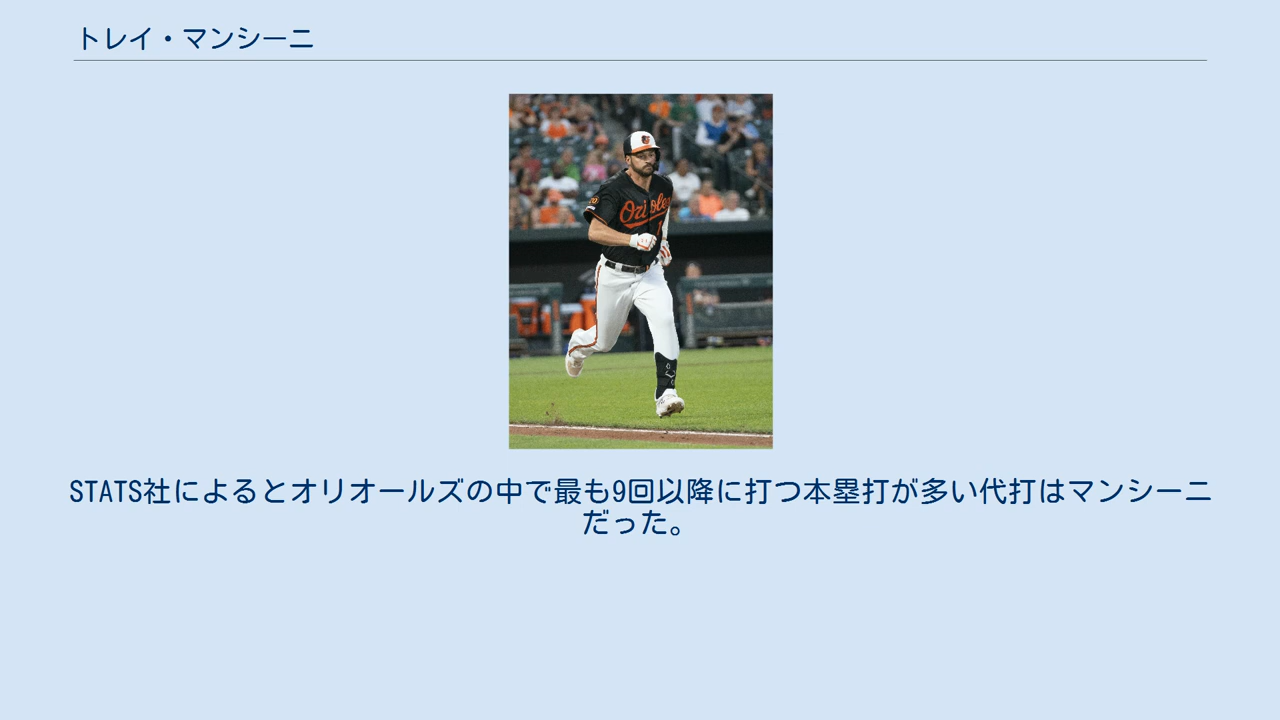 トレイ・マンシーニ
Orioles
STATS社によるとオリオールズの中で最も9回以降に打つ本塁打が多い代打はマンシーニ
だった。